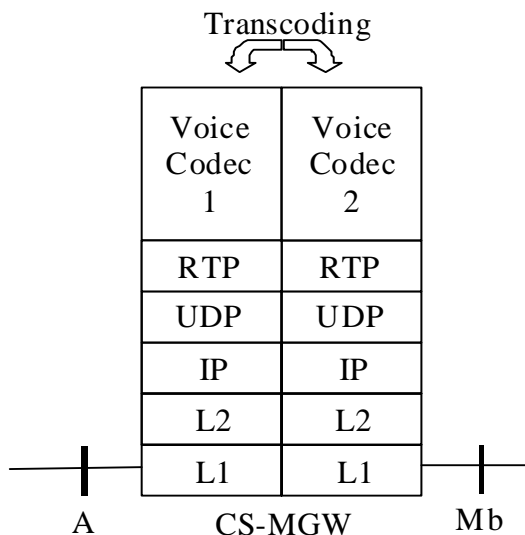 Transcoding
Voice Codec 1
Voice Codec 2
RTP RTP
UDP UDP
IP IP
L2 L2
L1 L1
A CS-MGW Mb